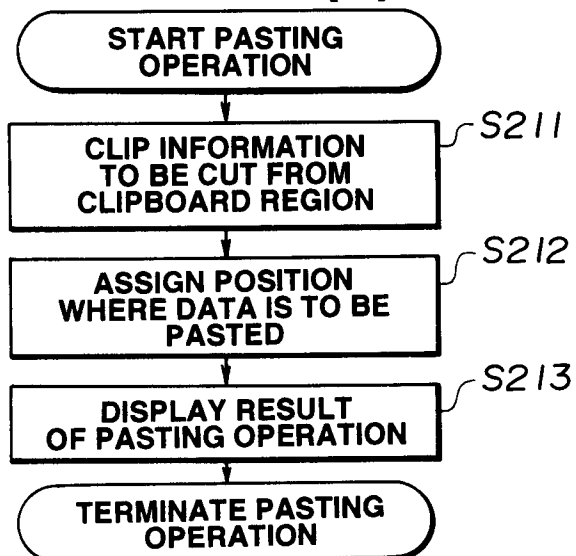 START PASTING
OPERATION
CLIP INFORMATION
TO BE CUT FROM
CLIPBOARD REGION
S211
ASSIGN POSITION
WHERE DATA IS TO BE
PASTED
S212
DISPLAY RESULT
OF PASTING OPERATION
S213
TERMINATE PASTING
OPERATION